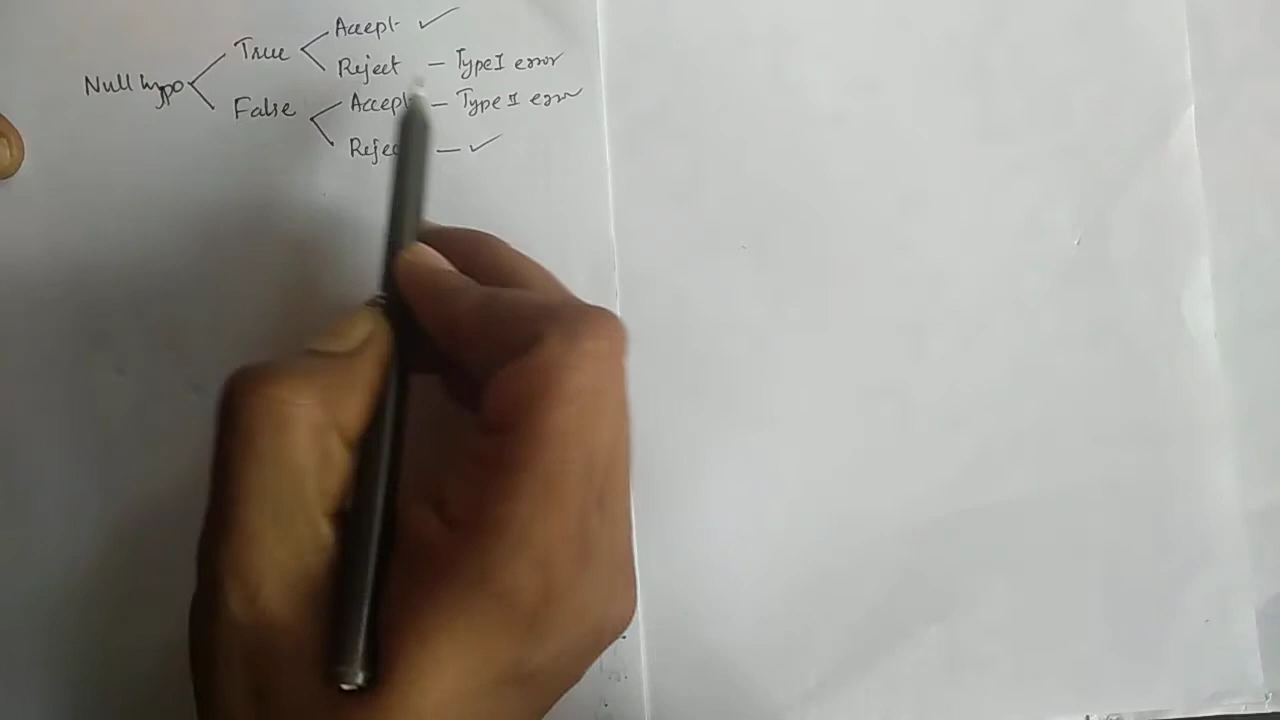 Accept ✓
True
Reject - Type I error
Null hypo
Accept - Type II error
False
Reject - ✓